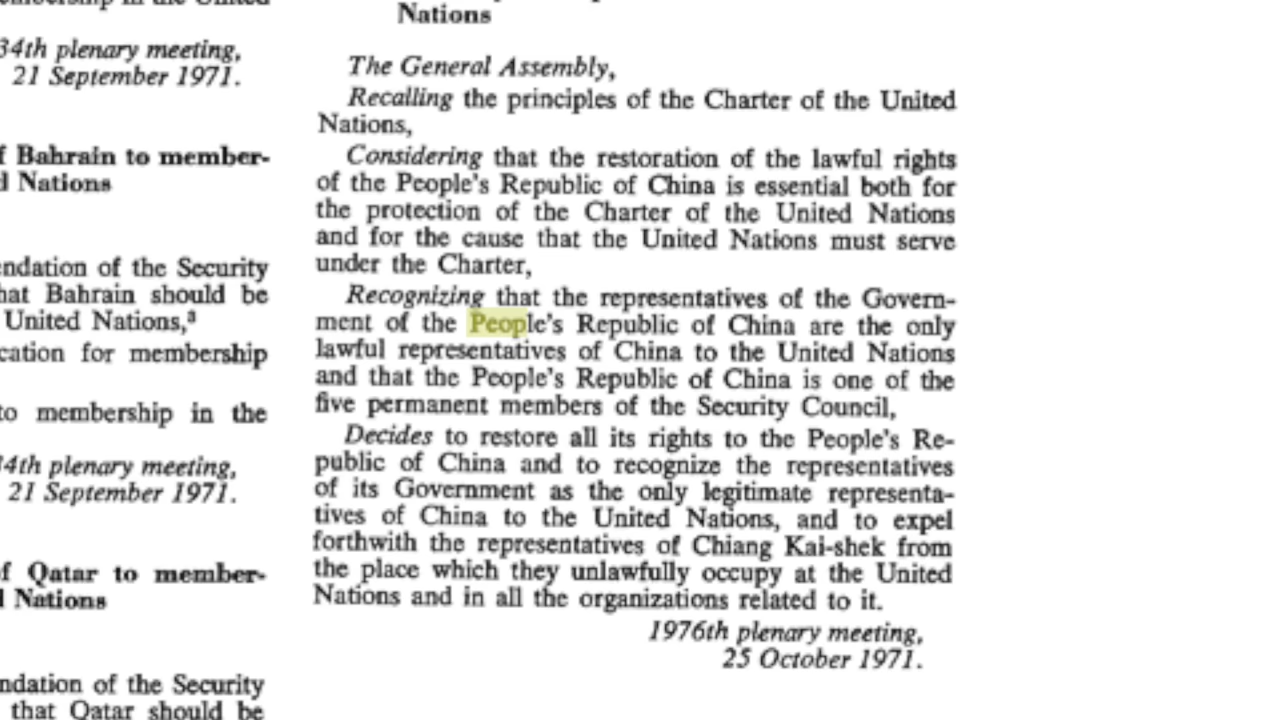 34th plenary meeting,
21 September 1971.
f Bahrain to member-
d Nations
endation of the Security
hat Bahrain should be
United Nations,³
cation for membership
to membership in the
34th plenary meeting,
21 September 1971.
f Qatar to member-
l Nations
ndation of the Security
that Qatar should be
Nations
The General Assembly,
Recalling the principles of the Charter of the United
Nations,
Considering that the restoration of the lawful rights
of the People's Republic of China is essential both for
the protection of the Charter of the United Nations
and for the cause that the United Nations must serve
under the Charter,
Recognizing that the representatives of the Govern-
ment of the People's Republic of China are the only
lawful representatives of China to the United Nations
and that the People's Republic of China is one of the
five permanent members of the Security Council,
Decides to restore all its rights to the People's Re-
public of China and to recognize the representatives
of its Government as the only legitimate representa-
tives of China to the United Nations, and to expel
forthwith the representatives of Chiang Kai-shek from
the place which they unlawfully occupy at the United
Nations and in all the organizations related to it.
1976th plenary meeting,
25 October 1971.